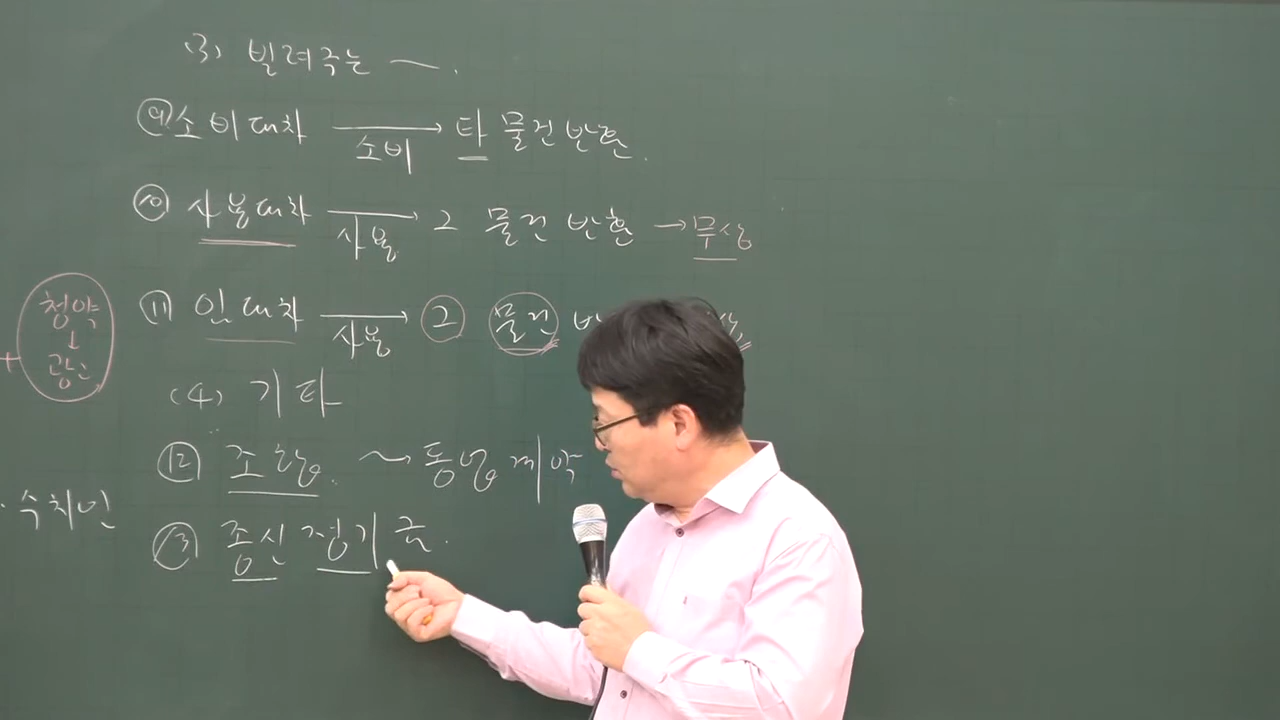 (3) 빌려주는 ~.
⑨ 소비대차 → 소비 타 물건 반환.
⑩ 사용대차 → 사용 그 물건 반환 → 무상
⑪ 임대차 → 사용 그 물건
청약
↓
광고
(4) 기타
⑫ 조합. ~ 동업계약
· 수치인
⑬ 종신정기금.